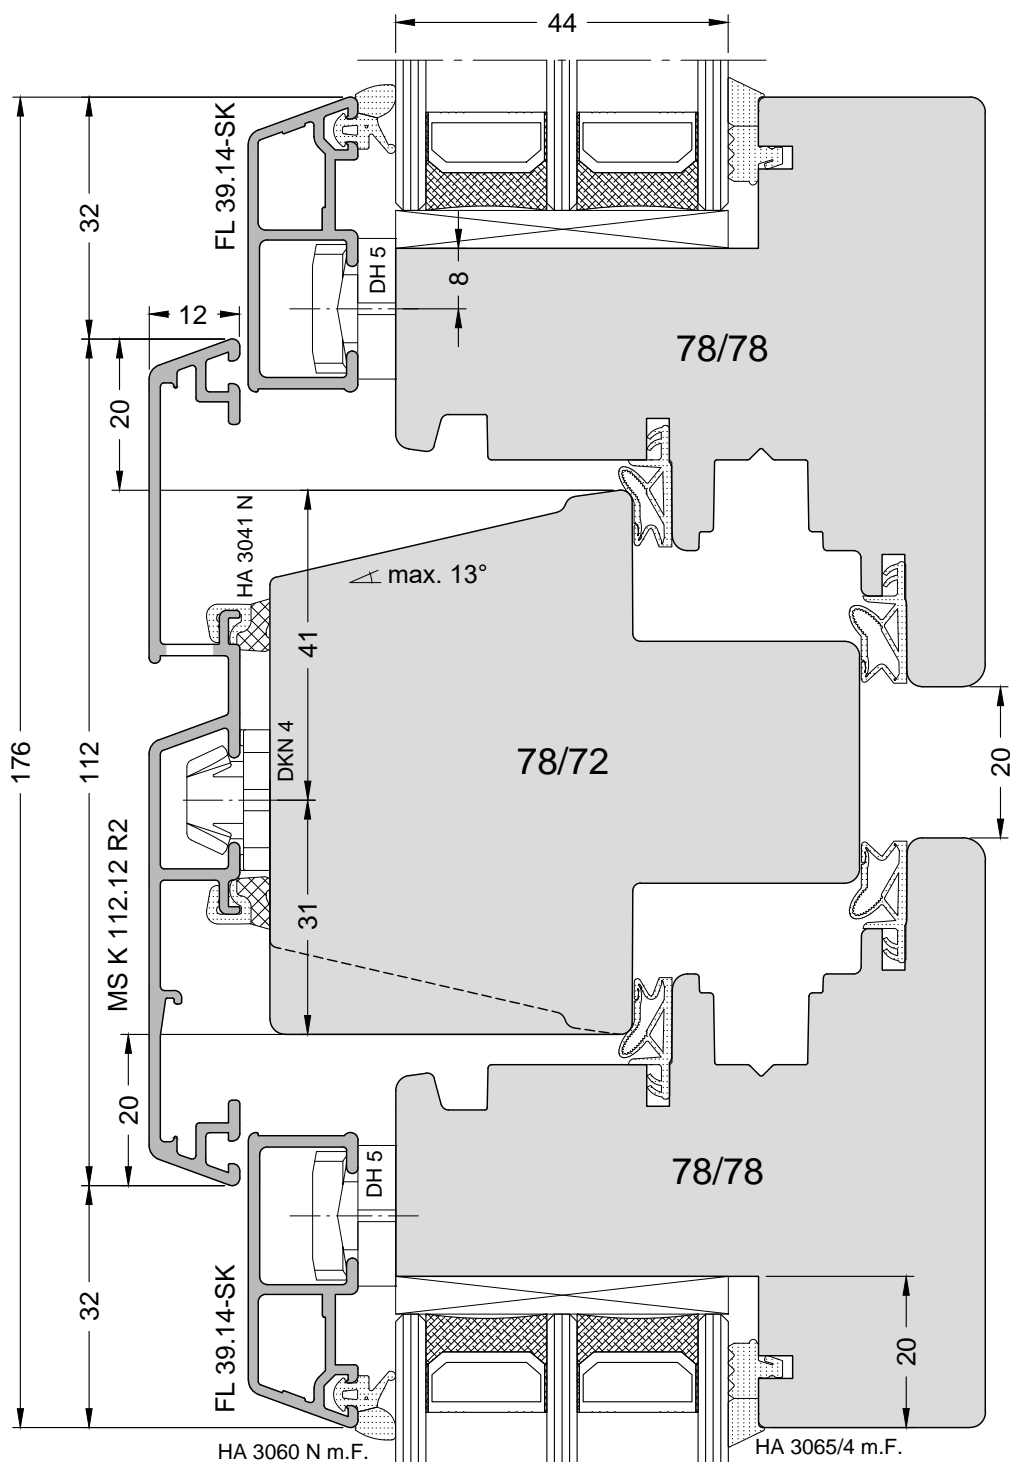 44
FL 39.14-SK
32
DH 5
8
12
78/78
20
HA 3041 N
max. 13°
41
176
112
DKN 4
78/72
20
MS K 112.12 R2
31
20
DH 5
78/78
32
FL 39.14-SK
20
HA 3060 N m.F.
HA 3065/4 m.F.